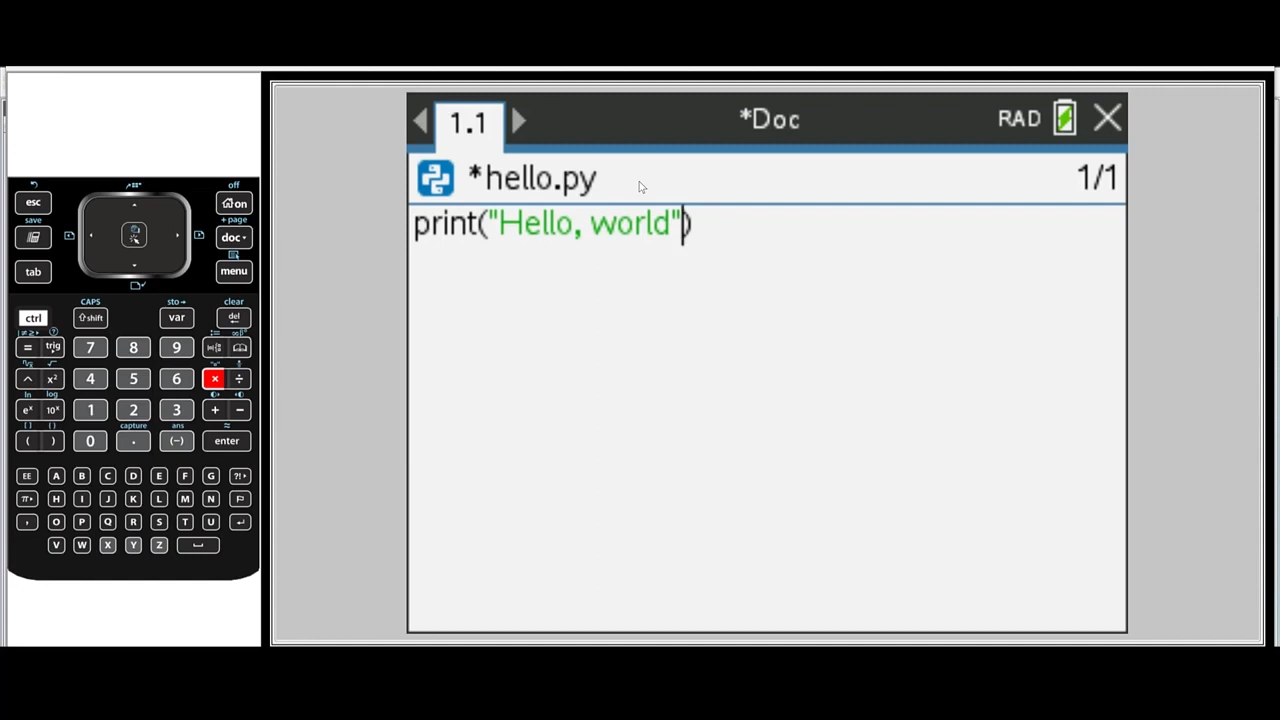 1.1 *Doc RAD
*hello.py 1/1
print("Hello, world")
off
esc on
save + page
doc▾
tab menu
CAPS sto→ clear
ctrl ⇧shift var del
= trig 7 8 9
^ x² 4 5 6 × ÷
ln log
eˣ 10ˣ 1 2 3 + −
[ ] { } capture ans ≈
( ) 0 . (−) enter
EE A B C D E F G ?!▸
π▸ H I J K L M N
, O P Q R S T U ↵
V W X Y Z